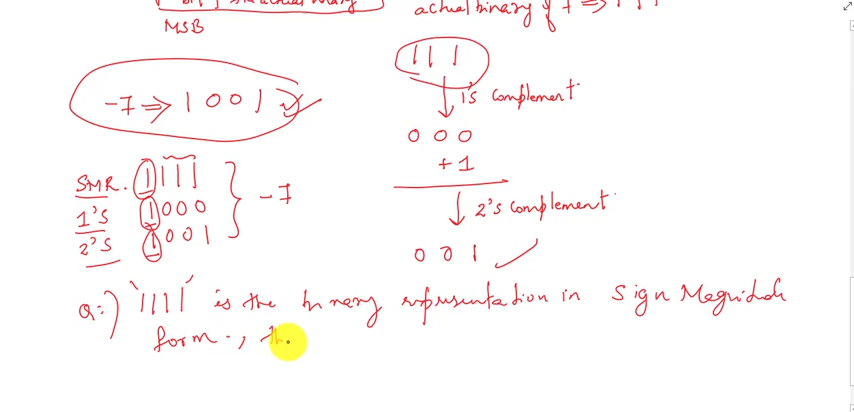 actual binary of 7 ⇒ 111
MSB
111
-7 ⇒ 1001
1's complement
000
+1
SMR. 1111
1's 1000
2's 1001
-7
2's complement
001
Q:) '1111' is the binary representation in Sign Magnitude
form.,